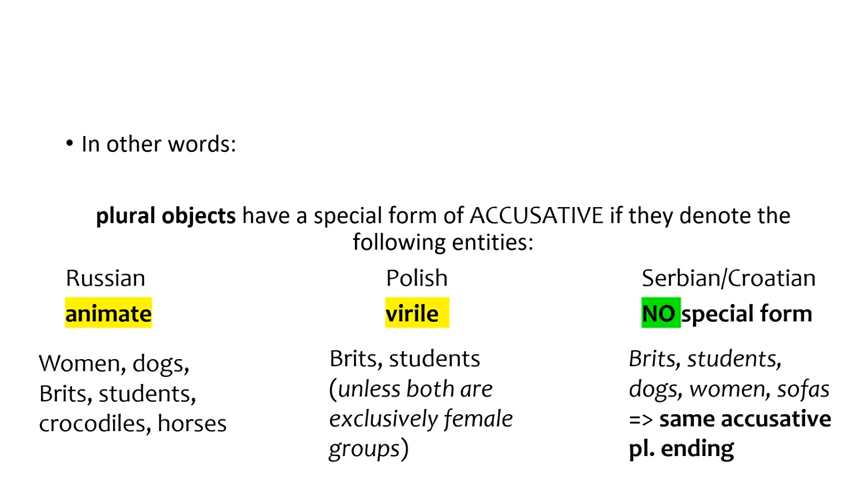 • In other words:
plural objects have a special form of ACCUSATIVE if they denote the
following entities:
Russian
animate
Women, dogs,
Brits, students,
crocodiles, horses
Polish
virile
Brits, students
(unless both are
exclusively female
groups)
Serbian/Croatian
NO special form
Brits, students,
dogs, women, sofas
=> same accusative
pl. ending